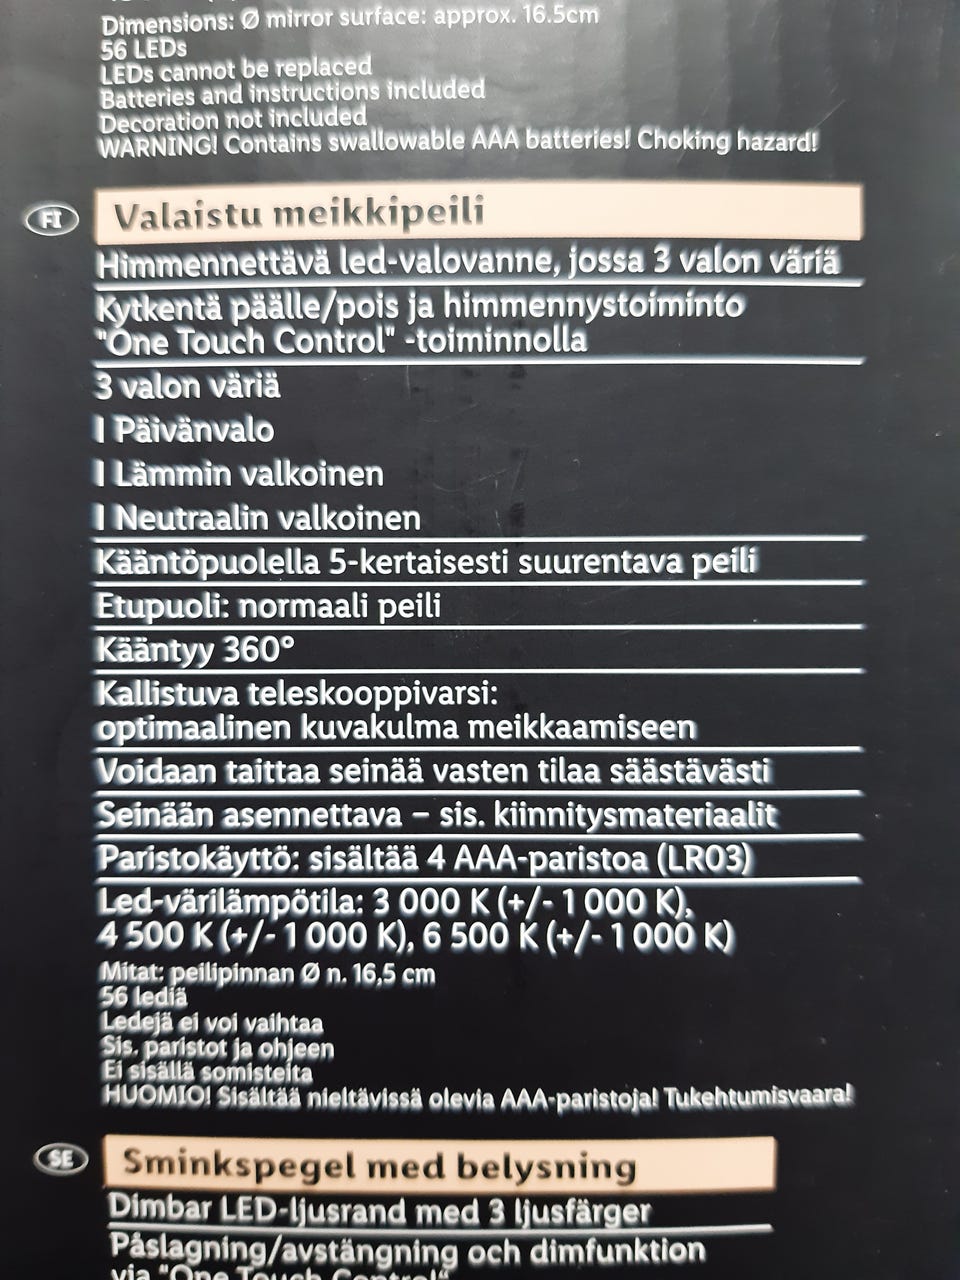 Dimensions: Ø mirror surface: approx. 16.5cm
56 LEDs
LEDs cannot be replaced
Batteries and instructions included
Decoration not included
WARNING! Contains swallowable AAA batteries! Choking hazard!
FI
Valaistu meikkipeili
Himmennettävä led-valovanne, jossa 3 valon väriä
Kytkentä päälle/pois ja himmennystoiminto
"One Touch Control" -toiminnolla
3 valon väriä
I Päivänvalo
I Lämmin valkoinen
I Neutraalin valkoinen
Kääntöpuolella 5-kertaisesti suurentava peili
Etupuoli: normaali peili
Kääntyy 360°
Kallistuva teleskooppivarsi:
optimaalinen kuvakulma meikkaamiseen
Voidaan taittaa seinää vasten tilaa säästävästi
Seinään asennettava – sis. kiinnitysmateriaalit
Paristokäyttö: sisältää 4 AAA-paristoa (LR03)
Led-värilämpötila: 3 000 K (+/- 1 000 K),
4 500 K (+/- 1 000 K), 6 500 K (+/- 1 000 K)
Mitat: peilipinnan Ø n. 16,5 cm
56 lediä
Ledejä ei voi vaihtaa
Sis. paristot ja ohjeen
Ei sisällä somisteita
HUOMIO! Sisältää nieltävissä olevia AAA-paristoja! Tukehtumisvaara!
SE
Sminkspegel med belysning
Dimbar LED-ljusrand med 3 ljusfärger
Påslagning/avstängning och dimfunktion
via "One Touch Control"